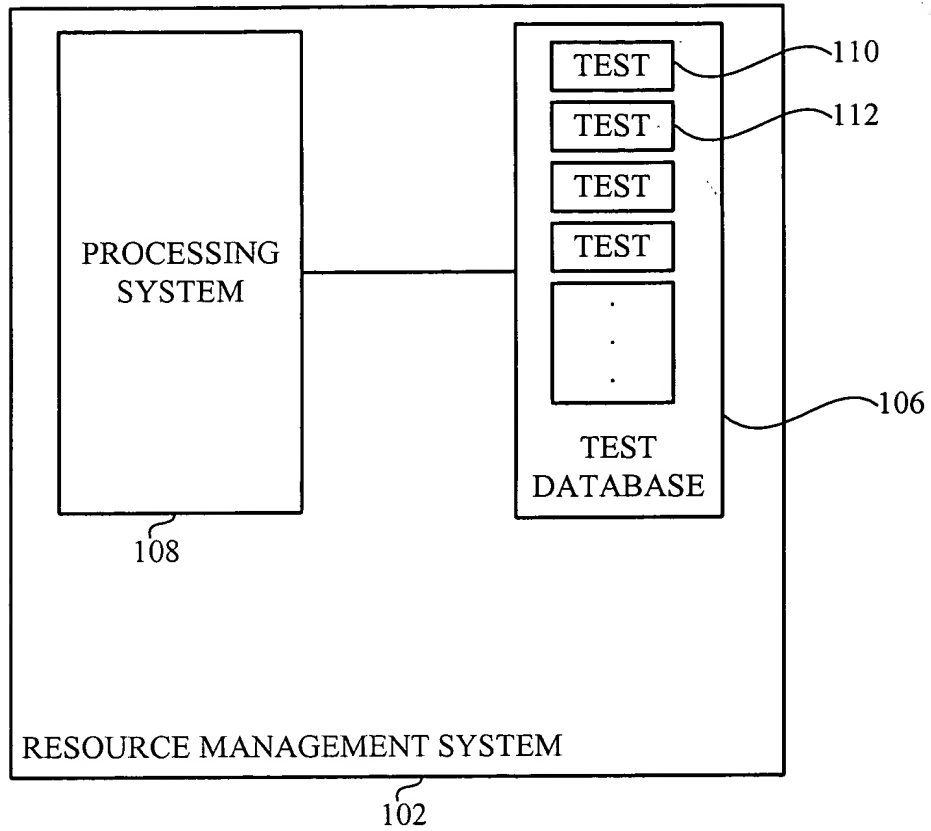 TEST
110
TEST
112
TEST
TEST
PROCESSING
SYSTEM
.
.
.
106
TEST
DATABASE
108
RESOURCE MANAGEMENT SYSTEM
102